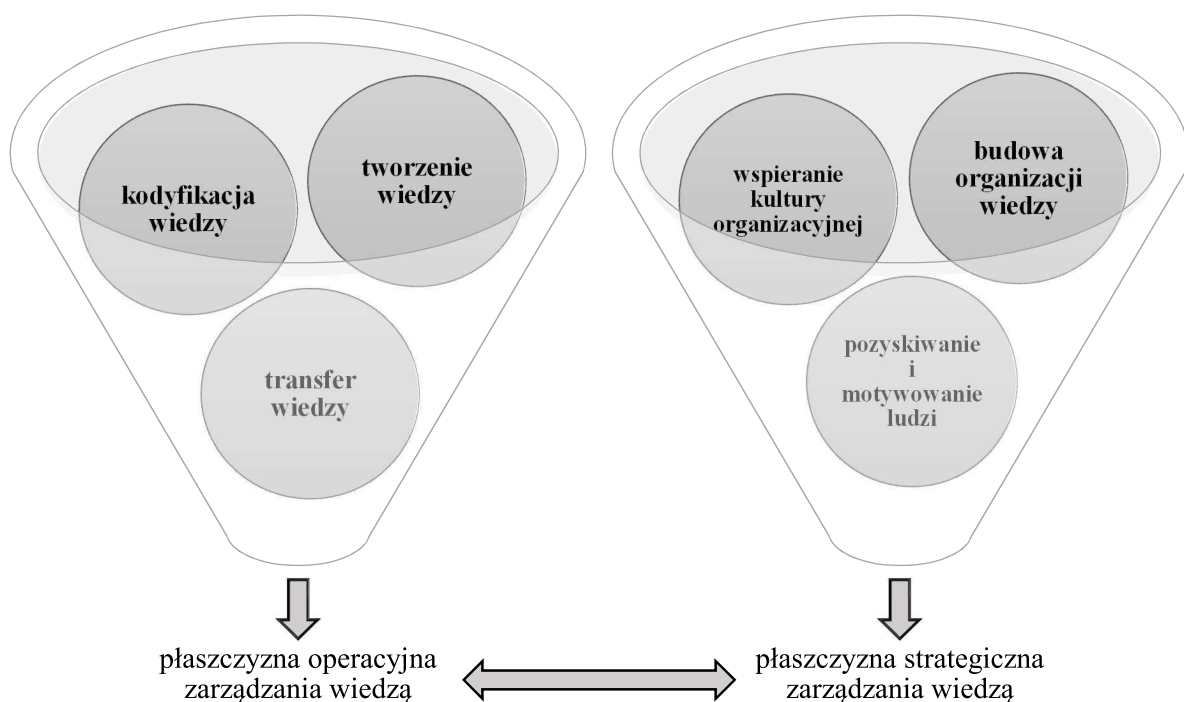 kodyfikacja
wiedzy
tworzenie
wiedzy
transfer
wiedzy
wspieranie
kultury
organizacyjnej
budowa
organizacji
wiedzy
pozyskiwanie
i
motywowanie
ludzi
płaszczyzna operacyjna
zarządzania wiedzą
płaszczyzna strategiczna
zarządzania wiedzą